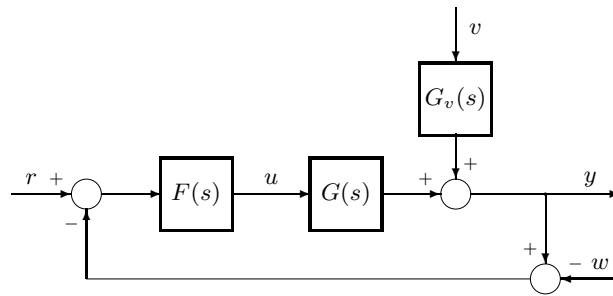 v
G_v(s)
+
r + F(s) u G(s) + y
−
+ − w